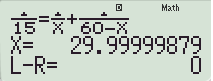 Math
▲/15=▲/X+▲/60-X
X= 29.99999879
L-R= 0